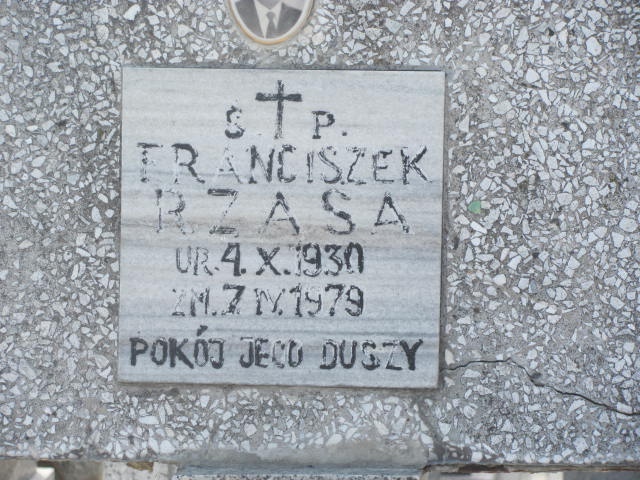 Ś. P.
FRANCISZEK
RZASA
UR. 4. X. 1930
ZM. 7 IV. 1979
POKÓJ JEGO DUSZY